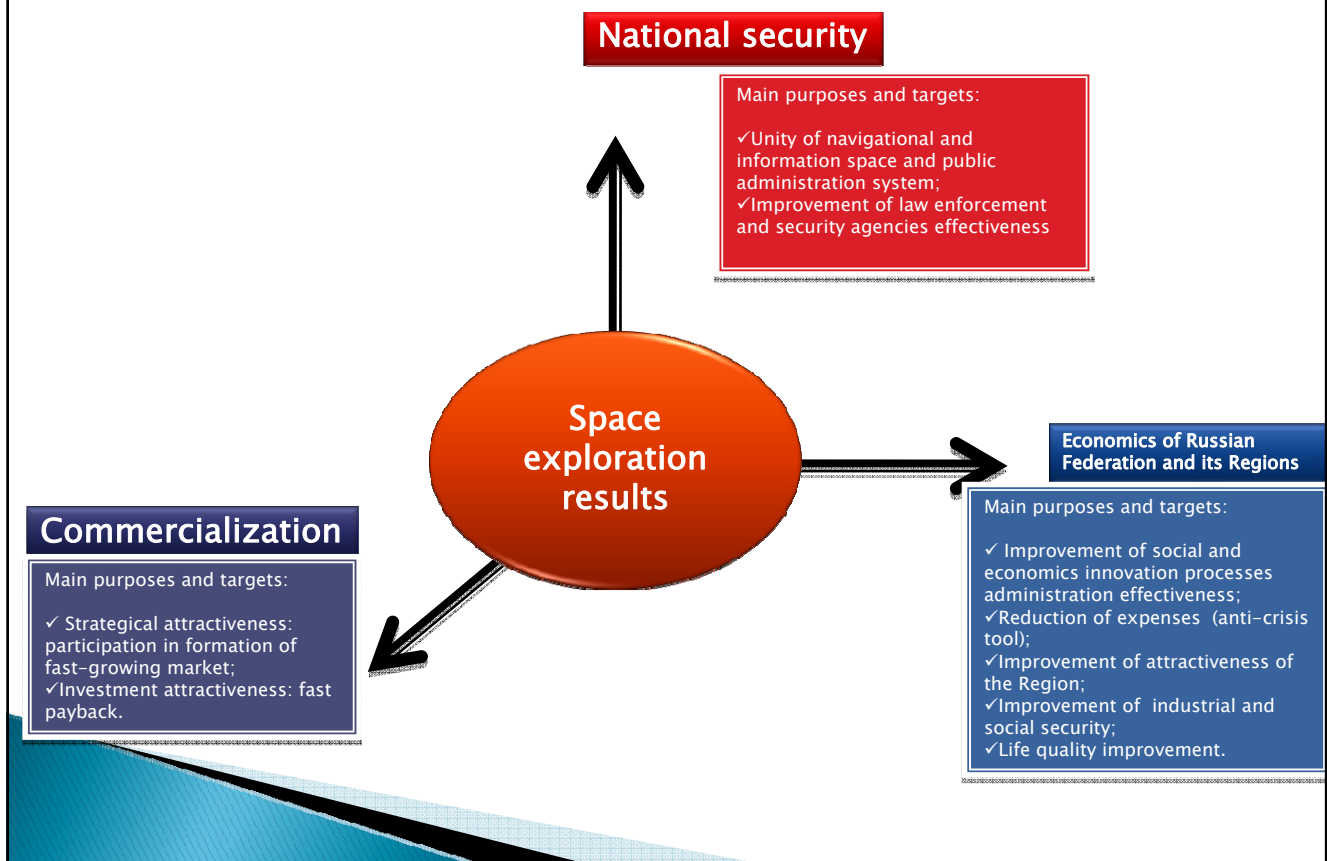 National security
Main purposes and targets:
✓Unity of navigational and
information space and public
administration system;
✓Improvement of law enforcement
and security agencies effectiveness
Space
exploration
results
Economics of Russian
Federation and its Regions
Main purposes and targets:
✓ Improvement of social and
economics innovation processes
administration effectiveness;
✓Reduction of expenses (anti-crisis
tool);
✓Improvement of attractiveness of
the Region;
✓Improvement of industrial and
social security;
✓Life quality improvement.
Commercialization
Main purposes and targets:
✓ Strategical attractiveness:
participation in formation of
fast-growing market;
✓Investment attractiveness: fast
payback.